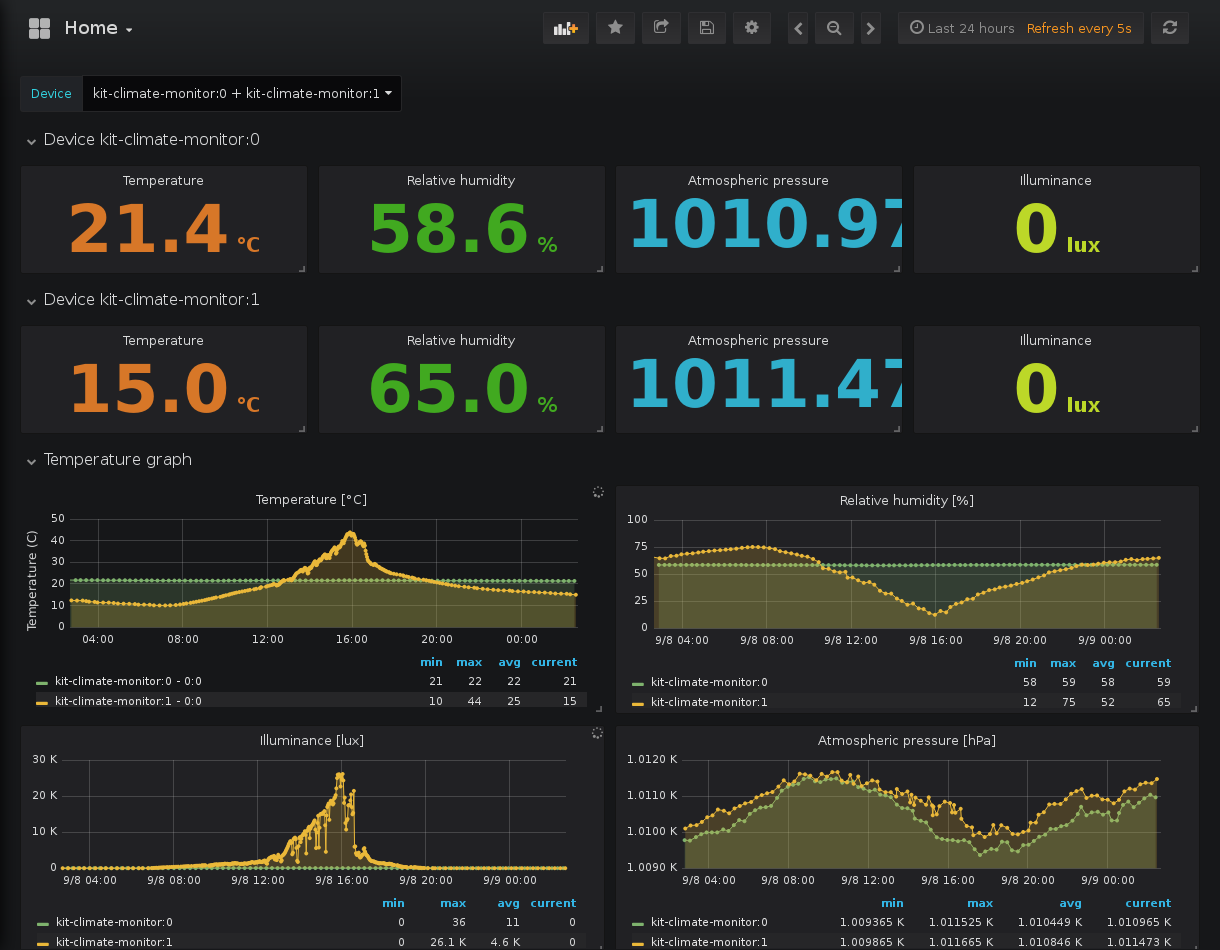 Home
Last 24 hours Refresh every 5s
Device kit-climate-monitor:0 + kit-climate-monitor:1
Device kit-climate-monitor:0
Temperature Relative humidity Atmospheric pressure Illuminance
21.4 °C 58.6 % 1010.97 0 lux
Device kit-climate-monitor:1
Temperature Relative humidity Atmospheric pressure Illuminance
15.0 °C 65.0 % 1011.47 0 lux
Temperature graph
Temperature [°C]
Temperature (C)
50
40
30
20
10
0
04:00 08:00 12:00 16:00 20:00 00:00
min max avg current
kit-climate-monitor:0 - 0:0 21 22 22 21
kit-climate-monitor:1 - 0:0 10 44 25 15
Relative humidity [%]
100
75
50
25
0
9/8 04:00 9/8 08:00 9/8 12:00 9/8 16:00 9/8 20:00 9/9 00:00
min max avg current
kit-climate-monitor:0 58 59 58 59
kit-climate-monitor:1 12 75 52 65
Illuminance [lux]
30 K
20 K
10 K
0
9/8 04:00 9/8 08:00 9/8 12:00 9/8 16:00 9/8 20:00 9/9 00:00
min max avg current
kit-climate-monitor:0 0 36 11 0
kit-climate-monitor:1 0 26.1 K 4.6 K 0
Atmospheric pressure [hPa]
1.0120 K
1.0110 K
1.0100 K
1.0090 K
9/8 04:00 9/8 08:00 9/8 12:00 9/8 16:00 9/8 20:00 9/9 00:00
min max avg current
kit-climate-monitor:0 1.009365 K 1.011525 K 1.010449 K 1.010965 K
kit-climate-monitor:1 1.009865 K 1.011665 K 1.010846 K 1.011473 K